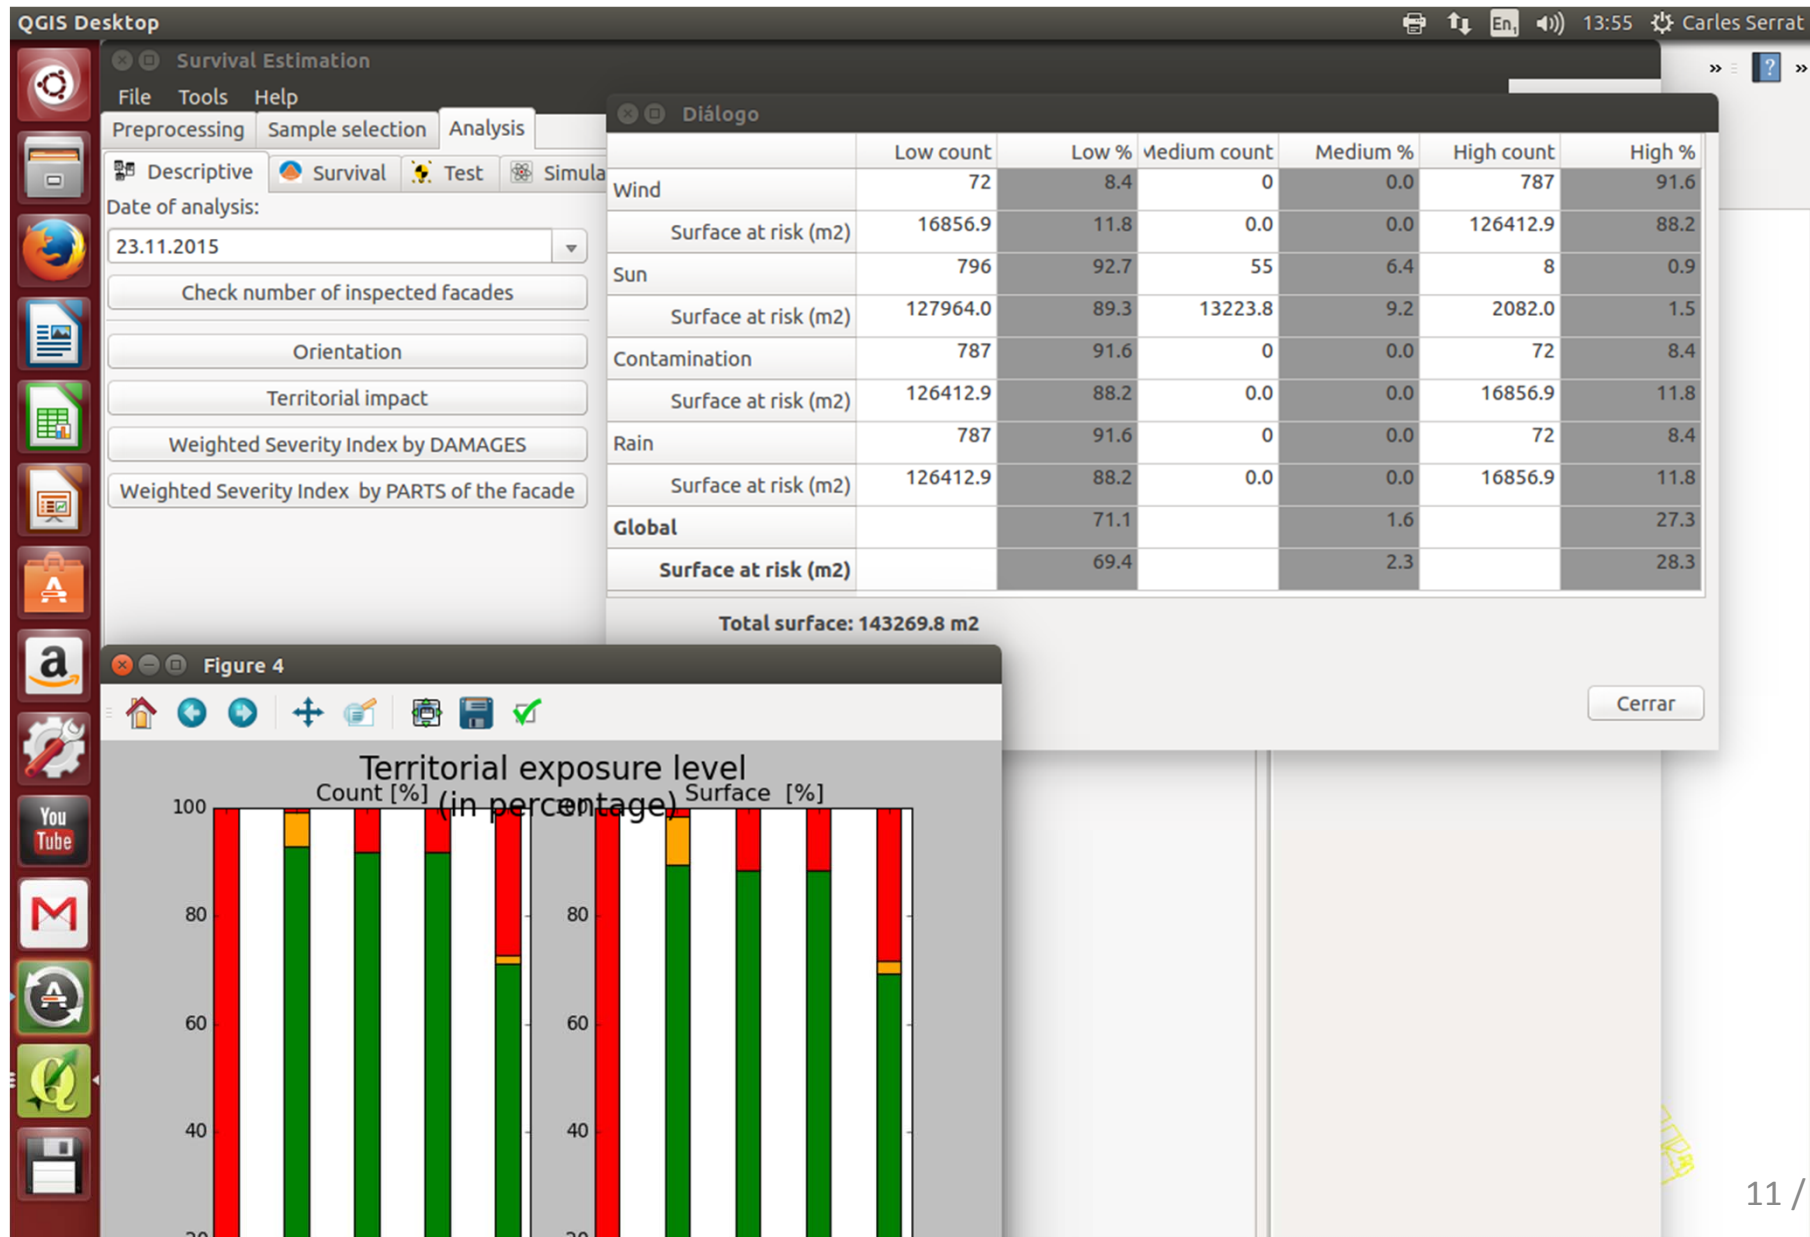 QGIS Desktop
En1 13:55 Carles Serrat
Survival Estimation
» ? »
File Tools Help
Preprocessing Sample selection Analysis
Descriptive Survival Test Simula
Date of analysis:
23.11.2015
Check number of inspected facades
Orientation
Territorial impact
Weighted Severity Index by DAMAGES
Weighted Severity Index by PARTS of the facade
Diálogo
Low count Low % Medium count Medium % High count High %
Wind 72 8.4 0 0.0 787 91.6
Surface at risk (m2) 16856.9 11.8 0.0 0.0 126412.9 88.2
Sun 796 92.7 55 6.4 8 0.9
Surface at risk (m2) 127964.0 89.3 13223.8 9.2 2082.0 1.5
Contamination 787 91.6 0 0.0 72 8.4
Surface at risk (m2) 126412.9 88.2 0.0 0.0 16856.9 11.8
Rain 787 91.6 0 0.0 72 8.4
Surface at risk (m2) 126412.9 88.2 0.0 0.0 16856.9 11.8
Global 71.1 1.6 27.3
Surface at risk (m2) 69.4 2.3 28.3
Total surface: 143269.8 m2
Cerrar
a
You
Tube
Figure 4
Territorial exposure level
(in percentage)
Count [%] Surface [%]
100
80 80
60 60
40 40
11 /